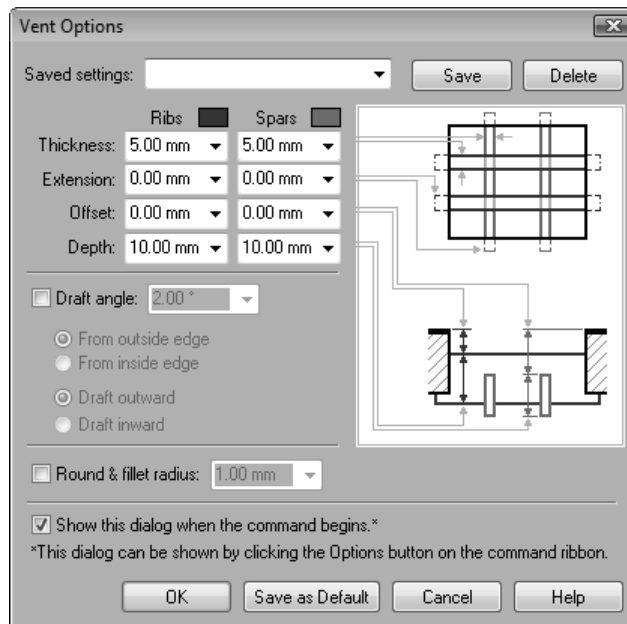 Vent Options
Saved settings: Save Delete
Ribs Spars
Thickness: 5.00 mm 5.00 mm
Extension: 0.00 mm 0.00 mm
Offset: 0.00 mm 0.00 mm
Depth: 10.00 mm 10.00 mm
Draft angle: 2.00 °
From outside edge
From inside edge
Draft outward
Draft inward
Round & fillet radius: 1.00 mm
Show this dialog when the command begins.*
*This dialog can be shown by clicking the Options button on the command ribbon.
OK Save as Default Cancel Help